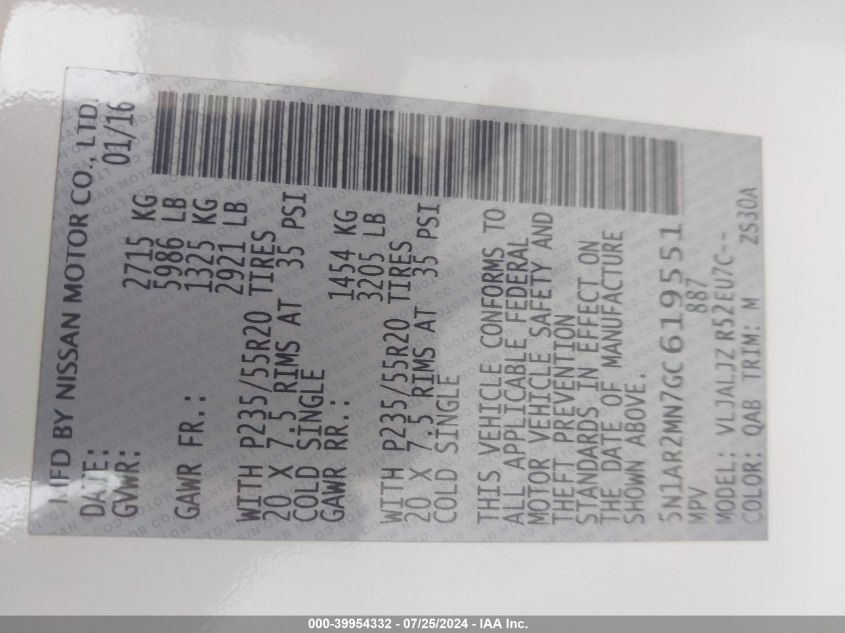 MFD BY NISSAN MOTOR CO., LTD.
DATE: 01/16
GVWR: 2715 KG
5986 LB
GAWR FR.: 1325 KG
2921 LB
WITH P235/55R20 TIRES
20 X 7.5 RIMS AT 35 PSI
COLD SINGLE
GAWR RR.: 1454 KG
3205 LB
WITH P235/55R20 TIRES
20 X 7.5 RIMS AT 35 PSI
COLD SINGLE
THIS VEHICLE CONFORMS TO
ALL APPLICABLE FEDERAL
MOTOR VEHICLE SAFETY AND
THEFT PREVENTION
STANDARDS IN EFFECT ON
THE DATE OF MANUFACTURE
SHOWN ABOVE.
5N1AR2MN7GC619551
MPV 887
MODEL: VLJALJZ R52EU7C--
COLOR: QAB TRIM: M ZS30A
000-39954332 - 07/25/2024 - IAA Inc.